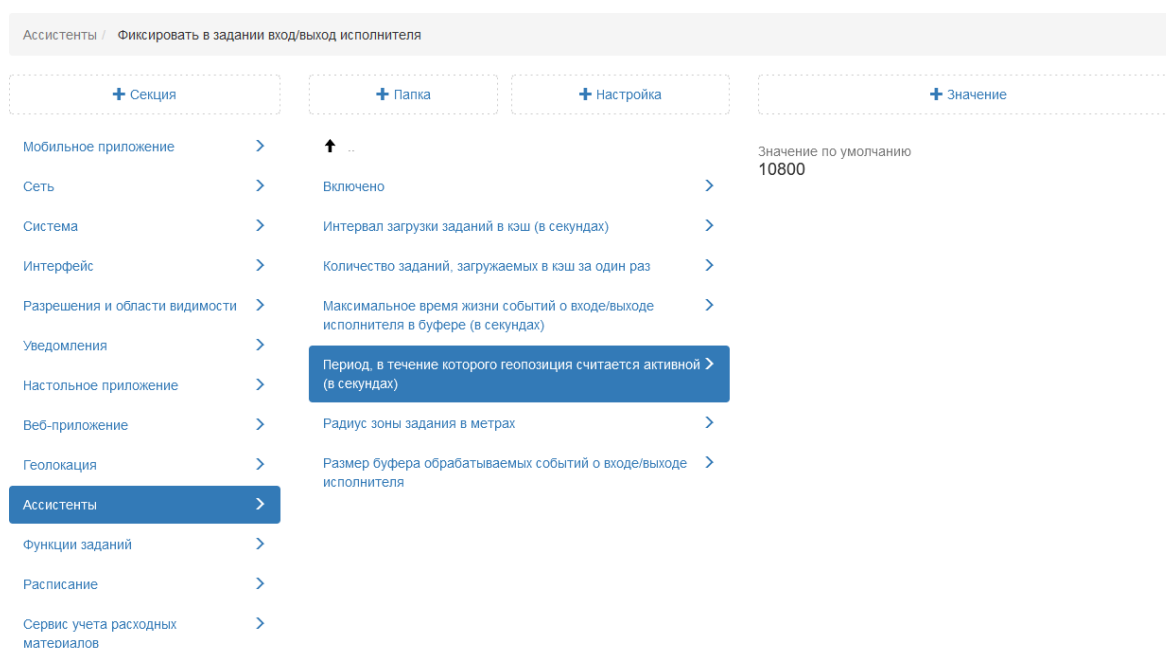 Ассистенты / Фиксировать в задании вход/выход исполнителя
+ Секция
+ Папка
+ Настройка
+ Значение
Мобильное приложение
Сеть
Система
Интерфейс
Разрешения и области видимости
Уведомления
Настольное приложение
Веб-приложение
Геолокация
Ассистенты
Функции заданий
Расписание
Сервис учета расходных
материалов
..
Включено
Интервал загрузки заданий в кэш (в секундах)
Количество заданий, загружаемых в кэш за один раз
Максимальное время жизни событий о входе/выходе
исполнителя в буфере (в секундах)
Период, в течение которого геопозиция считается активной
(в секундах)
Радиус зоны задания в метрах
Размер буфера обрабатываемых событий о входе/выходе
исполнителя
Значение по умолчанию
10800